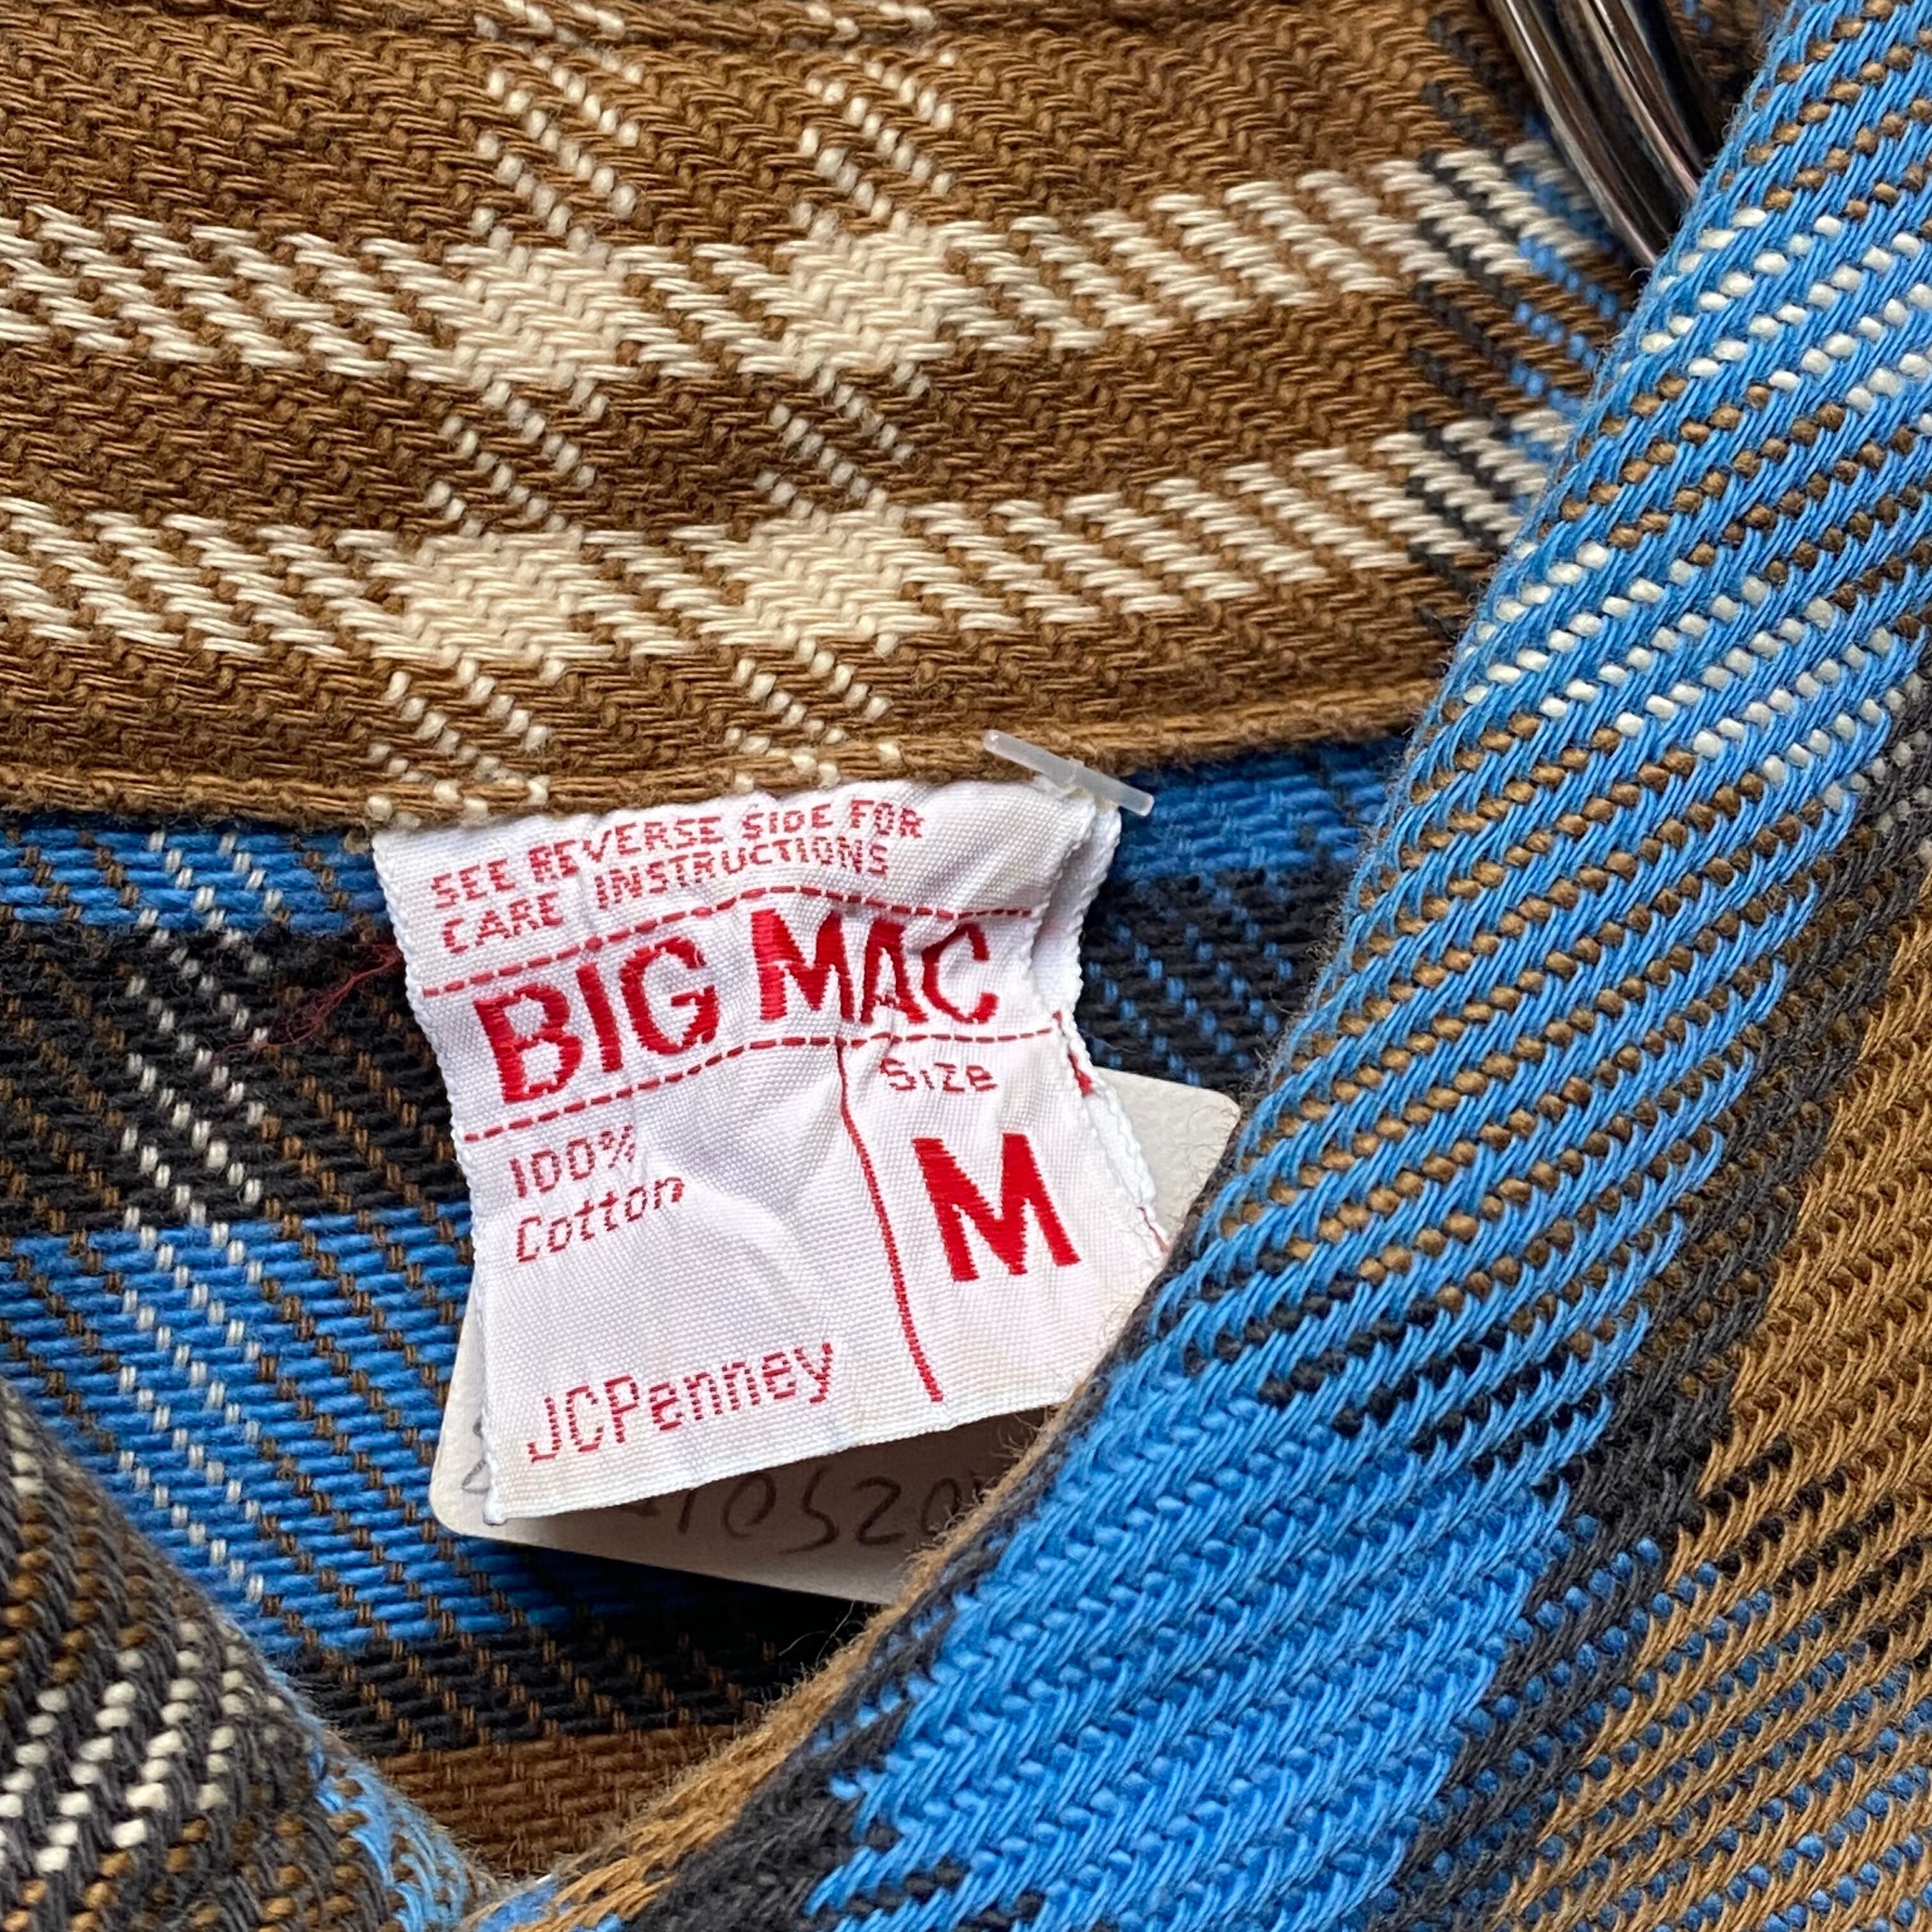 SEE REVERSE SIDE FOR
CARE INSTRUCTIONS
BIG MAC
SIZE
100%
Cotton
M
JCPenney